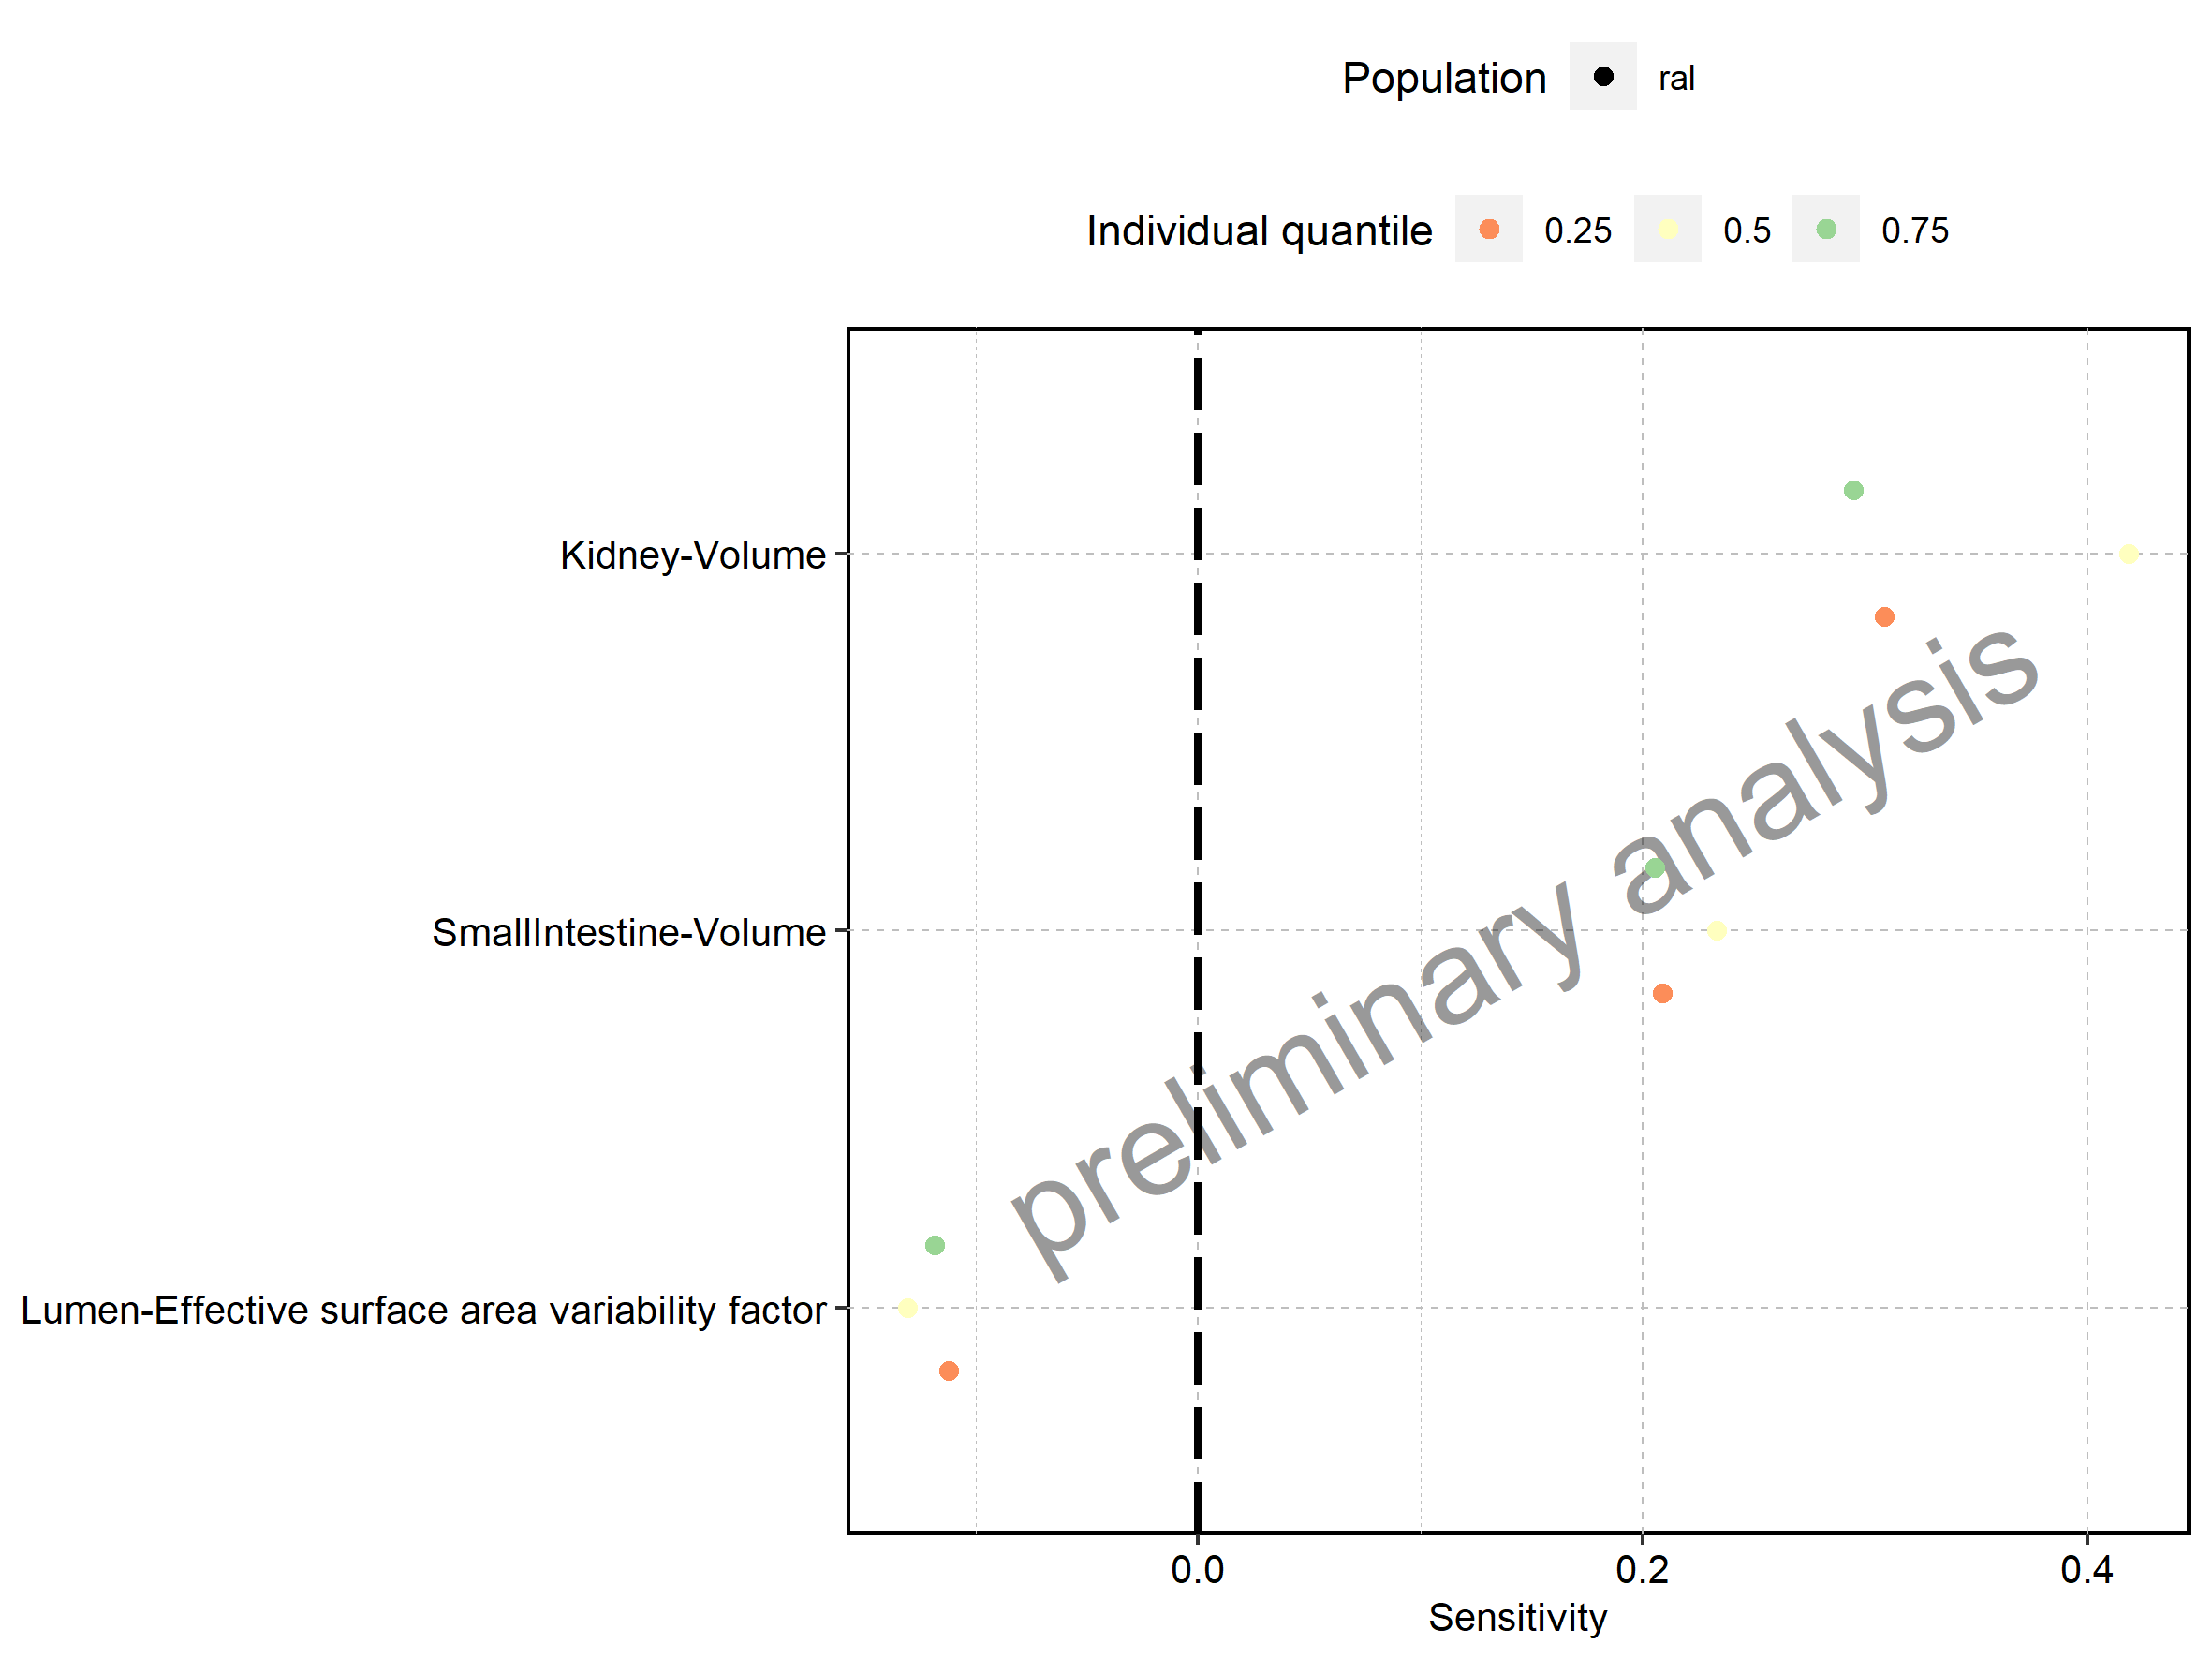 Population ral
Individual quantile 0.25 0.5 0.75
Kidney-Volume
SmallIntestine-Volume
Lumen-Effective surface area variability factor
preliminary analysis
0.0 0.2 0.4
Sensitivity